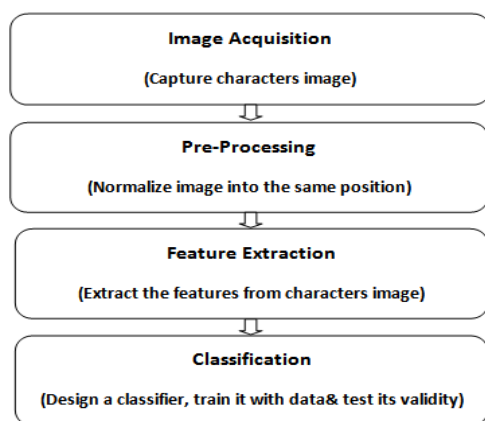 Image Acquisition
(Capture characters image)
Pre-Processing
(Normalize image into the same position)
Feature Extraction
(Extract the features from characters image)
Classification
(Design a classifier, train it with data& test its validity)